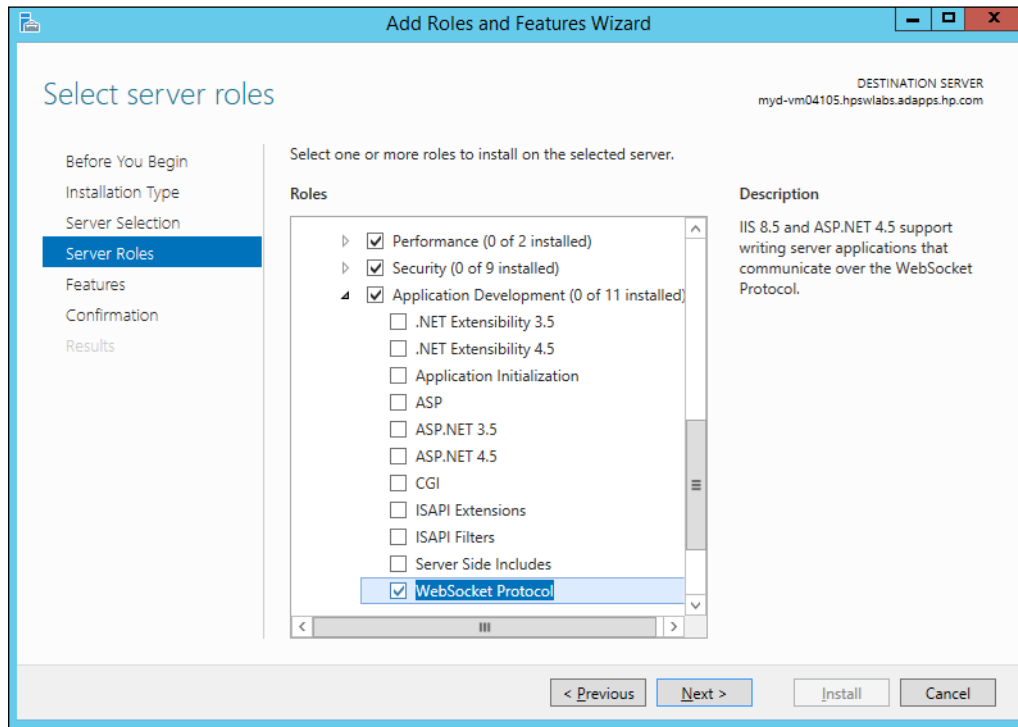 Add Roles and Features Wizard
Select server roles
DESTINATION SERVER
myd-vm04105.hpswlabs.adapps.hp.com
Before You Begin
Installation Type
Server Selection
Server Roles
Features
Confirmation
Results
Select one or more roles to install on the selected server.
Roles
Performance (0 of 2 installed)
Security (0 of 9 installed)
Application Development (0 of 11 installed)
.NET Extensibility 3.5
.NET Extensibility 4.5
Application Initialization
ASP
ASP.NET 3.5
ASP.NET 4.5
CGI
ISAPI Extensions
ISAPI Filters
Server Side Includes
WebSocket Protocol
Description
IIS 8.5 and ASP.NET 4.5 support
writing server applications that
communicate over the WebSocket
Protocol.
< Previous
Next >
Install
Cancel